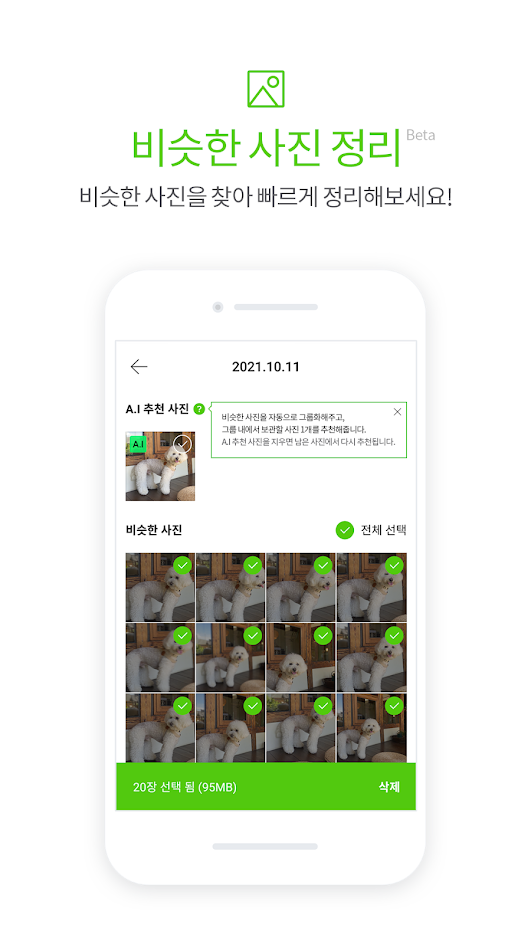 비슷한 사진 정리 Beta
비슷한 사진을 찾아 빠르게 정리해보세요!
2021.10.11
A.I 추천 사진 ?
비슷한 사진을 자동으로 그룹화해주고,
그룹 내에서 보관할 사진 1개를 추천해줍니다.
A.I 추천 사진을 지우면 남은 사진에서 다시 추천됩니다.
A.I
비슷한 사진
전체 선택
20장 선택 됨 (95MB)
삭제